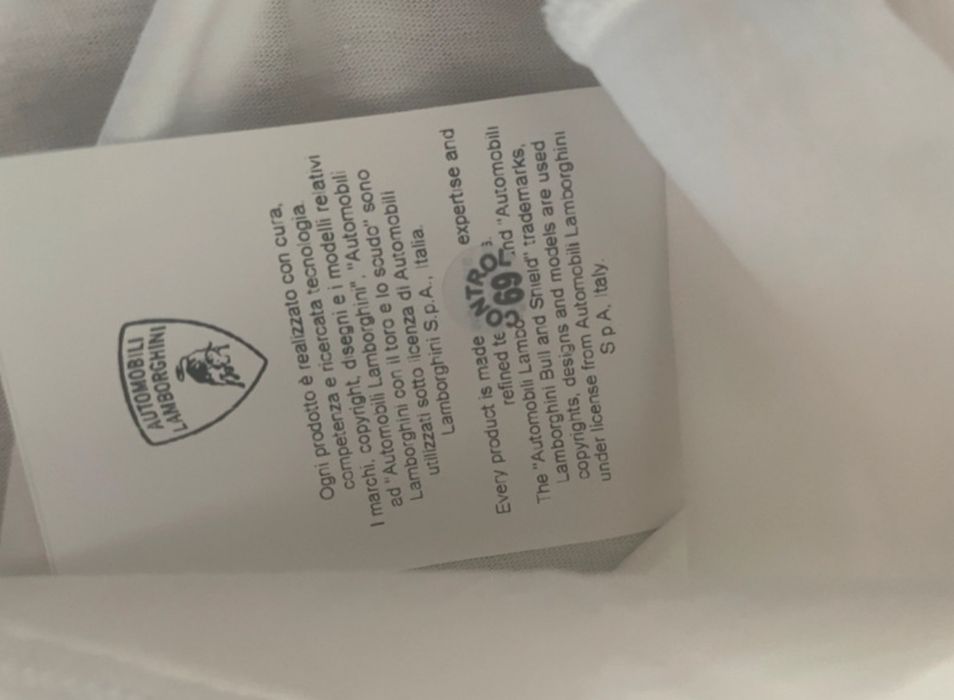 AUTOMOBILI
LAMBORGHINI
Ogni prodotto è realizzato con cura,
competenza e ricercata tecnologia.
I marchi, copyright, disegni e i modelli relativi
ad "Automobili Lamborghini", "Automobili
Lamborghini con il toro e lo scudo" sono
utilizzati sotto licenza di Automobili
Lamborghini S.p.A., Italia.
Every product is made expertise and
refined te s.
The "Automobili Lambo nd "Automobili
Lamborghini Bull and Shield" trademarks,
copyrights, designs and models are used
under license from Automobili Lamborghini
S.p.A. Italy.
ONTRO
69